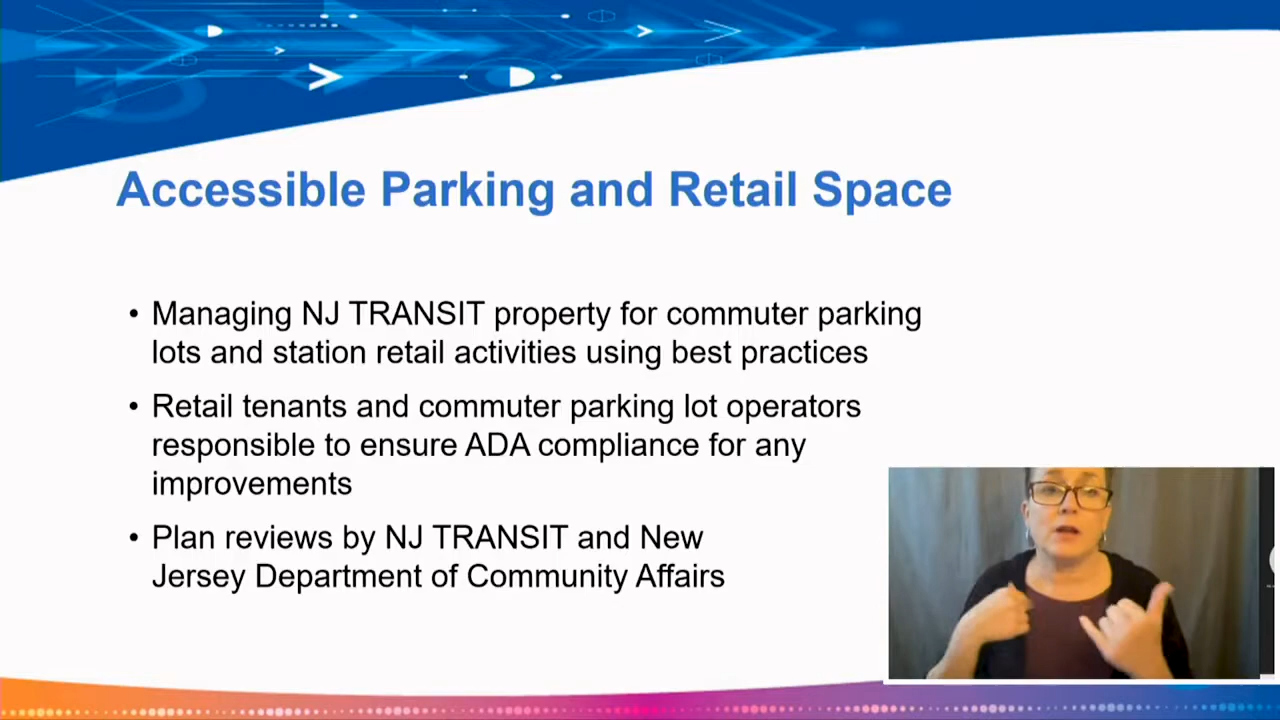 Accessible Parking and Retail Space
• Managing NJ TRANSIT property for commuter parking
lots and station retail activities using best practices
• Retail tenants and commuter parking lot operators
responsible to ensure ADA compliance for any
improvements
• Plan reviews by NJ TRANSIT and New
Jersey Department of Community Affairs